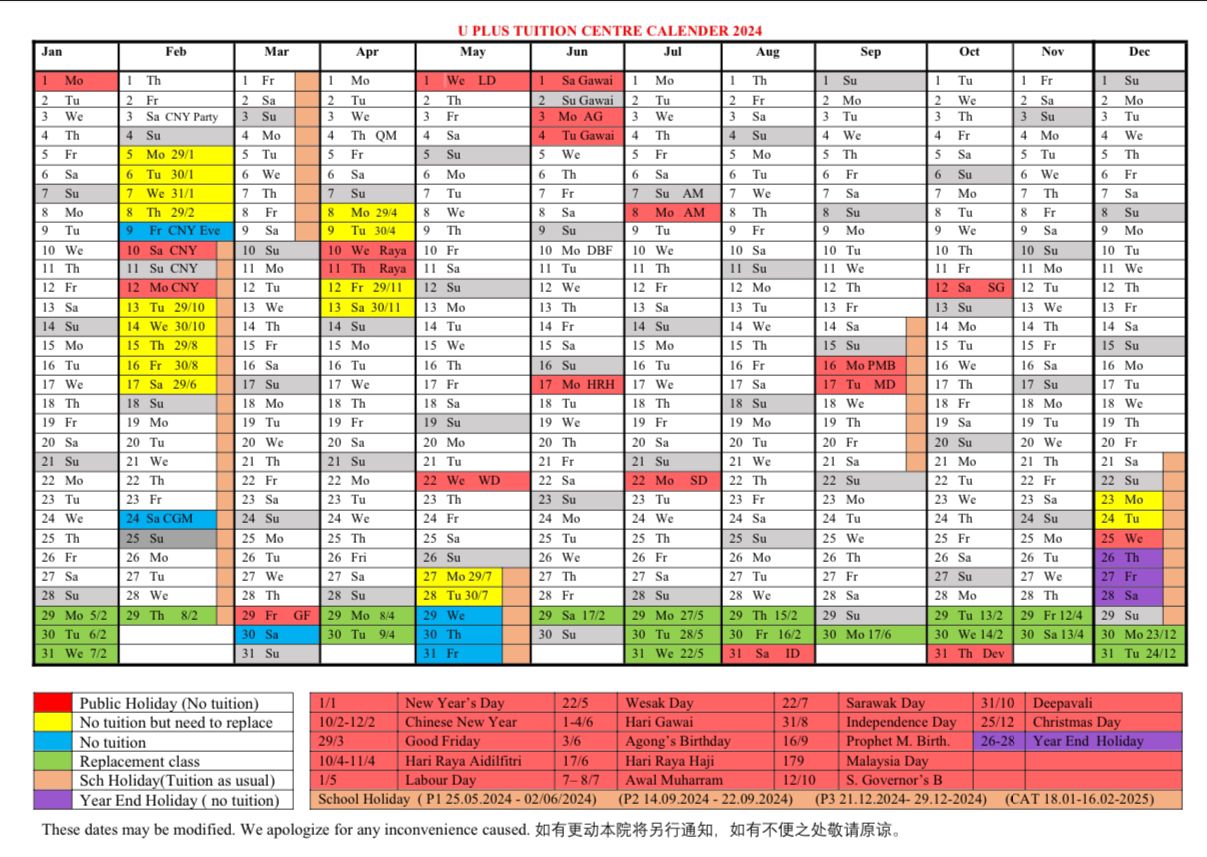 U PLUS TUITION CENTRE CALENDER 2024
Jan Feb Mar Apr May Jun Jul Aug Sep Oct Nov Dec
1 Mo 1 Th 1 Fr 1 Mo 1 We LD 1 Sa Gawai 1 Mo 1 Th 1 Su 1 Tu 1 Fr 1 Su
2 Tu 2 Fr 2 Sa 2 Tu 2 Th 2 Su Gawai 2 Tu 2 Fr 2 Mo 2 We 2 Sa 2 Mo
3 We 3 Sa CNY Party 3 Su 3 We 3 Fr 3 Mo AG 3 We 3 Sa 3 Tu 3 Th 3 Su 3 Tu
4 Th 4 Su 4 Mo 4 Th QM 4 Sa 4 Tu Gawai 4 Th 4 Su 4 We 4 Fr 4 Mo 4 We
5 Fr 5 Mo 29/1 5 Tu 5 Fr 5 Su 5 We 5 Fr 5 Mo 5 Th 5 Sa 5 Tu 5 Th
6 Sa 6 Tu 30/1 6 We 6 Sa 6 Mo 6 Th 6 Sa 6 Tu 6 Fr 6 Su 6 We 6 Fr
7 Su 7 We 31/1 7 Th 7 Su 7 Tu 7 Fr 7 Su AM 7 We 7 Sa 7 Mo 7 Th 7 Sa
8 Mo 8 Th 29/2 8 Fr 8 Mo 29/4 8 We 8 Sa 8 Mo AM 8 Th 8 Su 8 Tu 8 Fr 8 Su
9 Tu 9 Fr CNY Eve 9 Sa 9 Tu 30/4 9 Th 9 Su 9 Tu 9 Fr 9 Mo 9 We 9 Sa 9 Mo
10 We 10 Sa CNY 10 Su 10 We Raya 10 Fr 10 Mo DBF 10 We 10 Sa 10 Tu 10 Th 10 Su 10 Tu
11 Th 11 Su CNY 11 Mo 11 Th Raya 11 Sa 11 Tu 11 Th 11 Su 11 We 11 Fr 11 Mo 11 We
12 Fr 12 Mo CNY 12 Tu 12 Fr 29/11 12 Su 12 We 12 Fr 12 Mo 12 Th 12 Sa SG 12 Tu 12 Th
13 Sa 13 Tu 29/10 13 We 13 Sa 30/11 13 Mo 13 Th 13 Sa 13 Tu 13 Fr 13 Su 13 We 13 Fr
14 Su 14 We 30/10 14 Th 14 Su 14 Tu 14 Fr 14 Su 14 We 14 Sa 14 Mo 14 Th 14 Sa
15 Mo 15 Th 29/8 15 Fr 15 Mo 15 We 15 Sa 15 Mo 15 Th 15 Su 15 Tu 15 Fr 15 Su
16 Tu 16 Fr 30/8 16 Sa 16 Tu 16 Th 16 Su 16 Tu 16 Fr 16 Mo PMB 16 We 16 Sa 16 Mo
17 We 17 Sa 29/6 17 Su 17 We 17 Fr 17 Mo HRH 17 We 17 Sa 17 Tu MD 17 Th 17 Su 17 Tu
18 Th 18 Su 18 Mo 18 Th 18 Sa 18 Tu 18 Th 18 Su 18 We 18 Fr 18 Mo 18 We
19 Fr 19 Mo 19 Tu 19 Fr 19 Su 19 We 19 Fr 19 Mo 19 Th 19 Sa 19 Tu 19 Th
20 Sa 20 Tu 20 We 20 Sa 20 Mo 20 Th 20 Sa 20 Tu 20 Fr 20 Su 20 We 20 Fr
21 Su 21 We 21 Th 21 Su 21 Tu 21 Fr 21 Su 21 We 21 Sa 21 Mo 21 Th 21 Sa
22 Mo 22 Th 22 Fr 22 Mo 22 We WD 22 Sa 22 Mo SD 22 Th 22 Su 22 Tu 22 Fr 22 Su
23 Tu 23 Fr 23 Sa 23 Tu 23 Th 23 Su 23 Tu 23 Fr 23 Mo 23 We 23 Sa 23 Mo
24 We 24 Sa CGM 24 Su 24 We 24 Fr 24 Mo 24 We 24 Sa 24 Tu 24 Th 24 Su 24 Tu
25 Th 25 Su 25 Mo 25 Th 25 Sa 25 Tu 25 Th 25 Su 25 We 25 Fr 25 Mo 25 We
26 Fr 26 Mo 26 Tu 26 Fri 26 Su 26 We 26 Fr 26 Mo 26 Th 26 Sa 26 Tu 26 Th
27 Sa 27 Tu 27 We 27 Sa 27 Mo 29/7 27 Th 27 Sa 27 Tu 27 Fr 27 Su 27 We 27 Fr
28 Su 28 We 28 Th 28 Su 28 Tu 30/7 28 Fr 28 Su 28 We 28 Sa 28 Mo 28 Th 28 Sa
29 Mo 5/2 29 Th 8/2 29 Fr GF 29 Mo 8/4 29 We 29 Sa 17/2 29 Mo 27/5 29 Th 15/2 29 Su 29 Tu 13/2 29 Fr 12/4 29 Su
30 Tu 6/2 30 Sa 30 Tu 9/4 30 Th 30 Su 30 Tu 28/5 30 Fr 16/2 30 Mo 17/6 30 We 14/2 30 Sa 13/4 30 Mo 23/12
31 We 7/2 31 Su 31 Fr 31 We 22/5 31 Sa ID 31 Th Dev 31 Tu 24/12
Public Holiday (No tuition) 1/1 New Year's Day 22/5 Wesak Day 22/7 Sarawak Day 31/10 Deepavali
No tuition but need to replace 10/2-12/2 Chinese New Year 1-4/6 Hari Gawai 31/8 Independence Day 25/12 Christmas Day
No tuition 29/3 Good Friday 3/6 Agong's Birthday 16/9 Prophet M. Birth. 26-28 Year End Holiday
Replacement class 10/4-11/4 Hari Raya Aidilfitri 17/6 Hari Raya Haji 179 Malaysia Day
Sch Holiday(Tuition as usual) 1/5 Labour Day 7– 8/7 Awal Muharram 12/10 S. Governor's B
Year End Holiday ( no tuition) School Holiday ( P1 25.05.2024 - 02/06/2024) (P2 14.09.2024 - 22.09.2024) (P3 21.12.2024- 29.12-2024) (CAT 18.01-16.02-2025)
These dates may be modified. We apologize for any inconvenience caused. 如有更动本院将另行通知，如有不便之处敬请原谅。